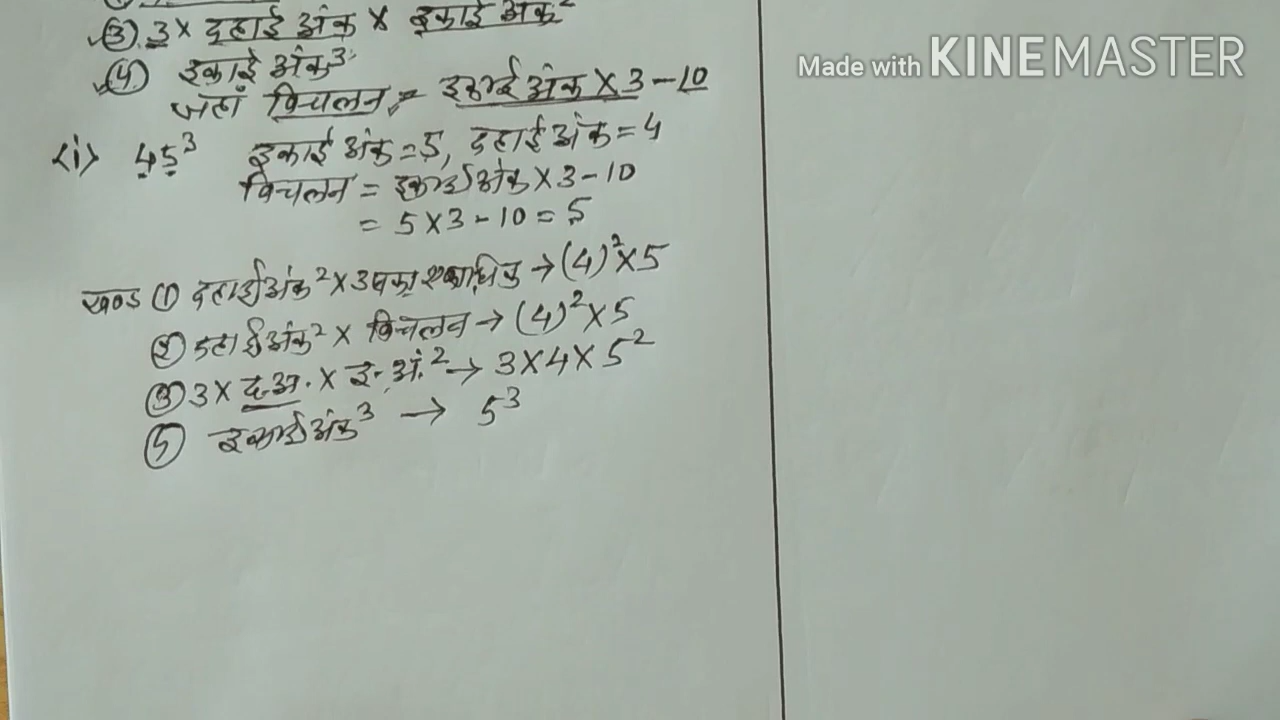 ③ 3 × दहाई अंक × इकाई अंक²
④ इकाई अंक³
जहाँ विचलन = इकाई अंक × 3 - 10
Made with KINEMASTER
<i> 45³ इकाई अंक = 5, दहाई अंक = 4
विचलन = इकाई अंक × 3 - 10
= 5 × 3 - 10 = 5
खण्ड ① दहाई अंक² × उपका एकाधिक → (4)² × 5
② दहाई अंक² × विचलन → (4)² × 5
③ 3 × द.अ. × इ.अं.² → 3 × 4 × 5²
⑤ इकाई अंक³ → 5³